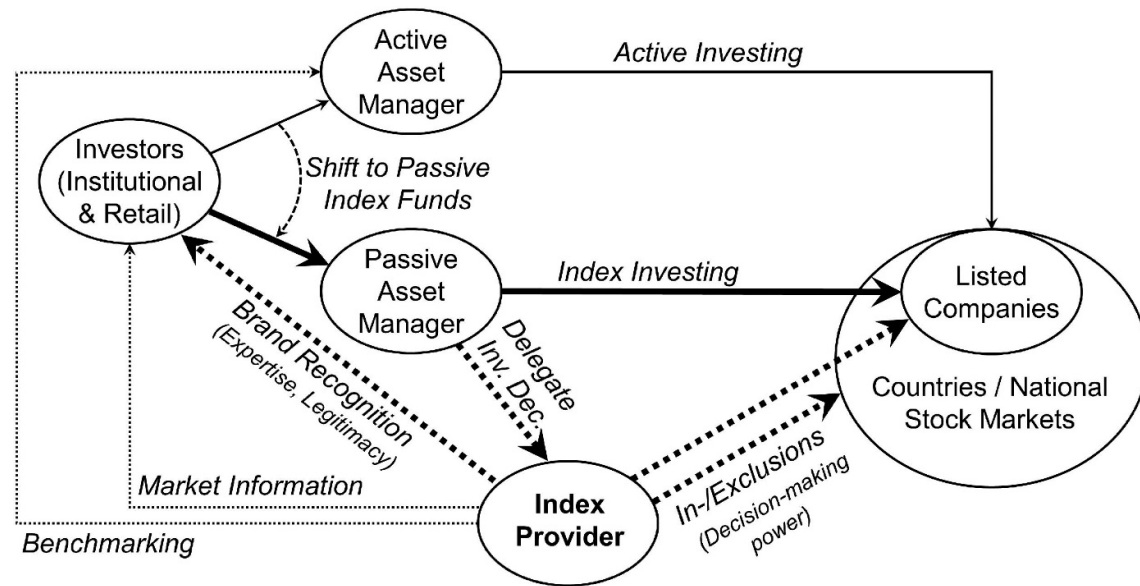 Active
Asset
Manager
Active Investing
Investors
(Institutional
& Retail)
Shift to Passive
Index Funds
Passive
Asset
Manager
Index Investing
Listed
Companies
Countries / National
Stock Markets
Brand Recognition
(Expertise, Legitimacy)
Delegate
Inv. Dec.
In-/Exclusions
(Decision-making
power)
Market Information
Benchmarking
Index
Provider